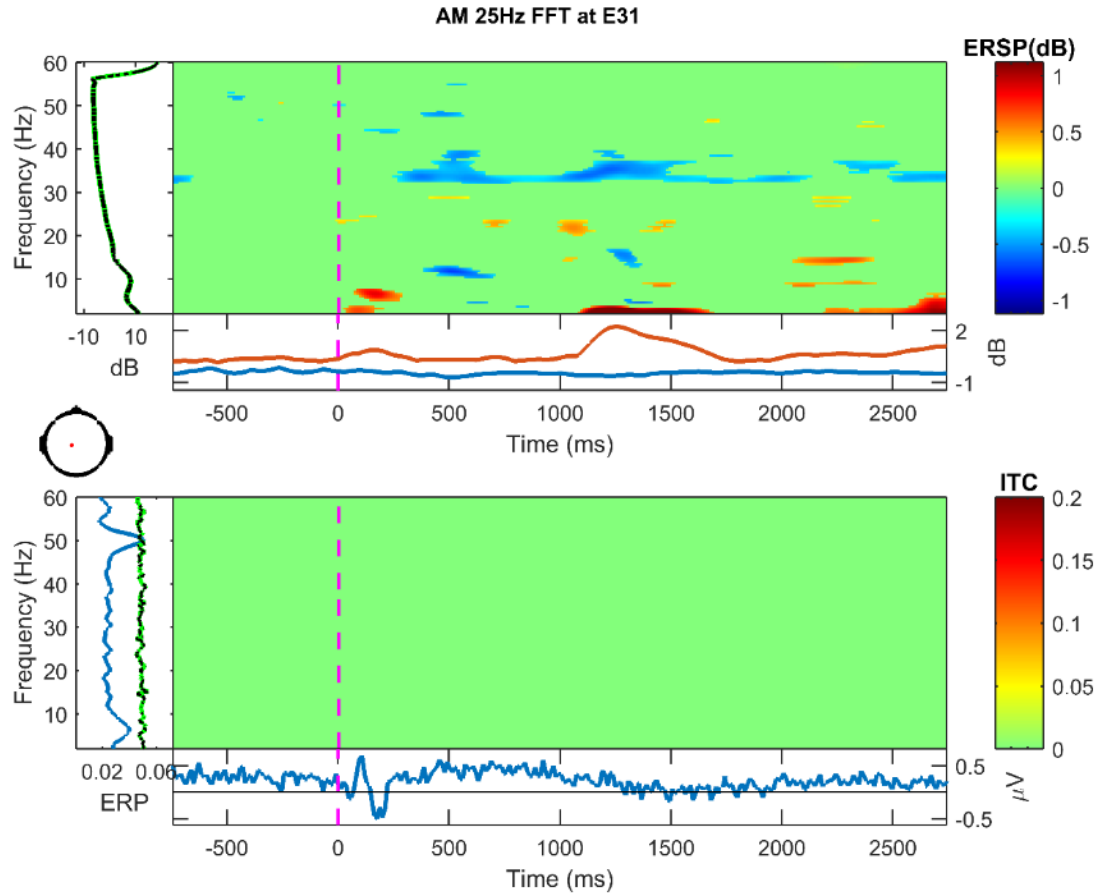 AM 25Hz FFT at E31
ERSP(dB)
60
50
40
30
20
10
Frequency (Hz)
1
0.5
0
-0.5
-1
-10 10
dB
2
-1
dB
-500 0 500 1000 1500 2000 2500
Time (ms)
ITC
60
50
40
30
20
10
Frequency (Hz)
0.2
0.15
0.1
0.05
0
0.02 0.06
ERP
0.5
-0.5
μV
-500 0 500 1000 1500 2000 2500
Time (ms)